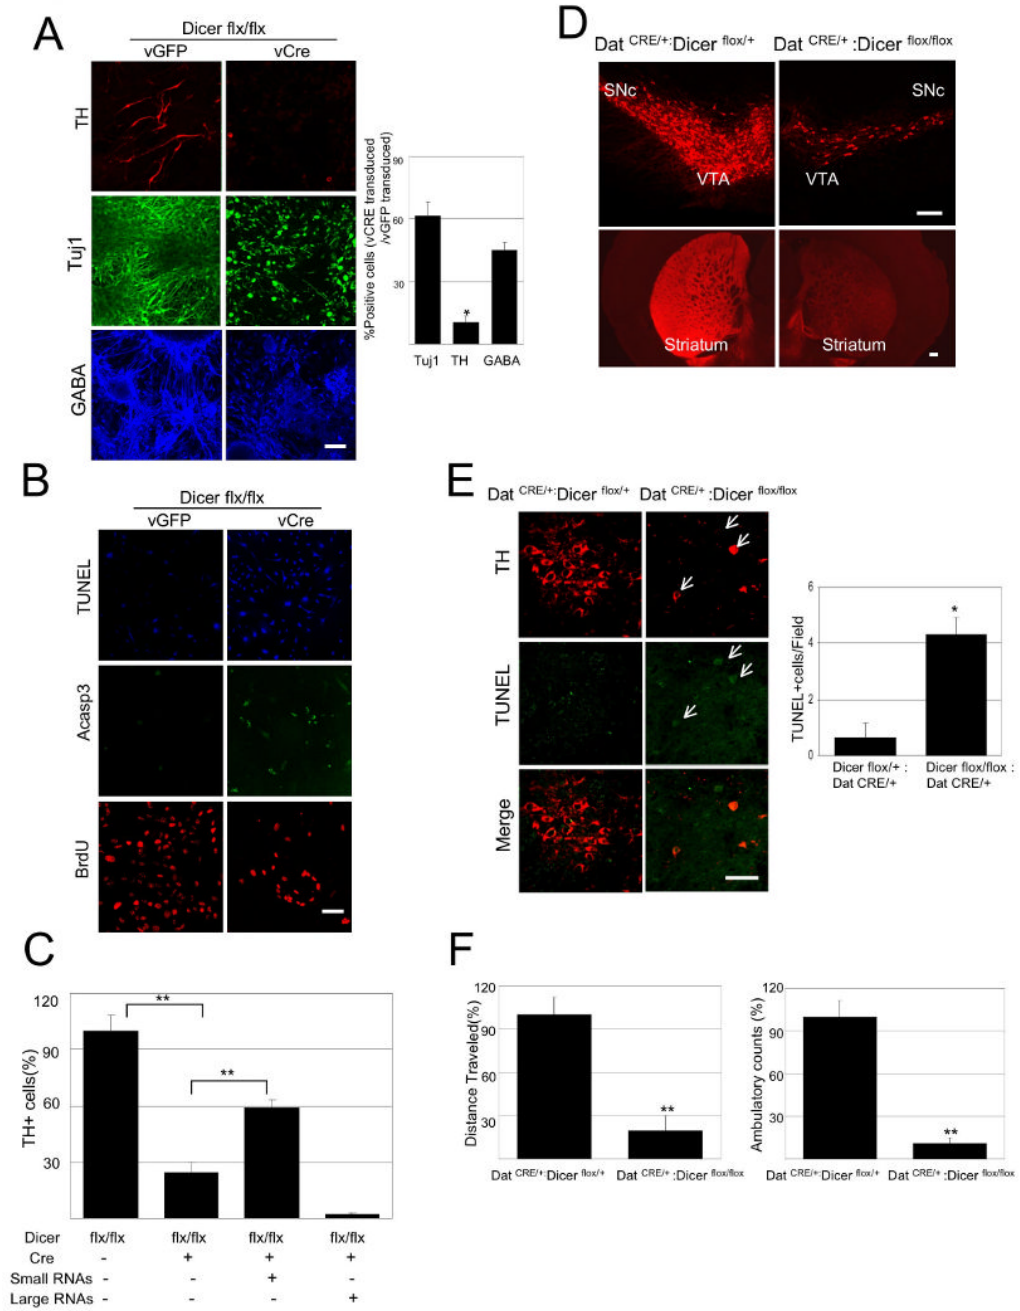 A
Dicer flx/flx
vGFP vCre
TH
Tuj1
GABA
%Positive cells (vCRE transduced
/vGFP transduced)
90
60
30
*
Tuj1 TH GABA
B
Dicer flx/flx
vGFP vCre
TUNEL
Acasp3
BrdU
C
TH+ cells(%)
120
90
60
30
**
**
Dicer flx/flx flx/flx flx/flx flx/flx
Cre - + + +
Small RNAs - - + -
Large RNAs - - - +
D
Dat CRE/+:Dicer flox/+ Dat CRE/+ :Dicer flox/flox
SNc SNc
VTA VTA
Striatum Striatum
E
Dat CRE/+:Dicer flox/+ Dat CRE/+ :Dicer flox/flox
TH
TUNEL
Merge
TUNEL+cells/Field
6
4
2
0
*
Dicer flox/+ : Dicer flox/flox :
Dat CRE/+ Dat CRE/+
F
Distance Traveled(%)
120
90
60
30
**
Dat CRE/+:Dicer flox/+ Dat CRE/+ :Dicer flox/flox
Ambulatory counts (%)
120
90
60
30
**
Dat CRE/+:Dicer flox/+ Dat CRE/+ :Dicer flox/flox